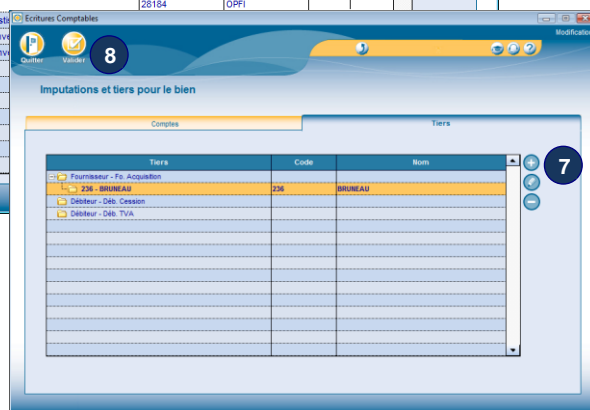 28184 OPFI
Ecritures Comptables
Modification
Quitter Valider 8
Imputations et tiers pour le bien
Comptes Tiers
Tiers Code Nom
7
Fournisseur - Fo. Acquisition
236 - BRUNEAU 236 BRUNEAU
Débiteur - Déb. Cession
Débiteur - Déb. TVA